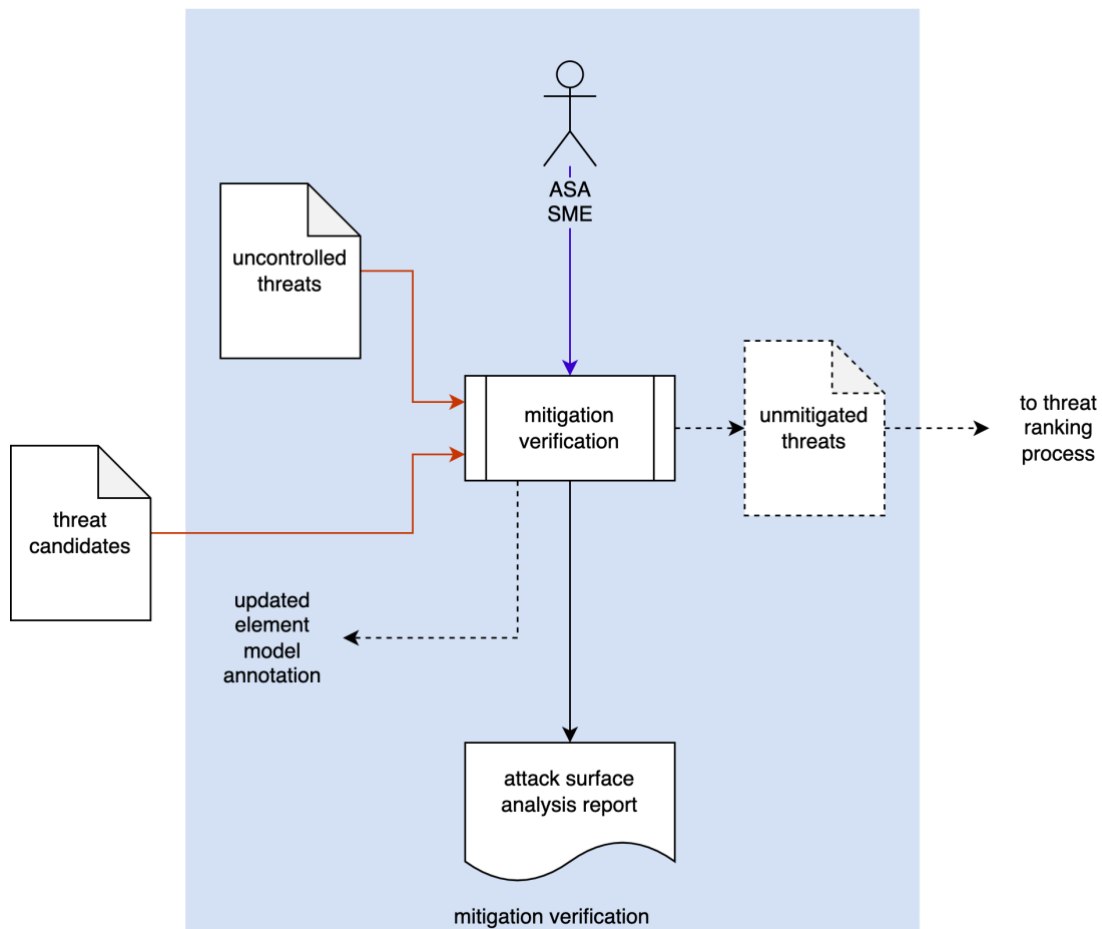 ASA
SME
uncontrolled
threats
mitigation
verification
unmitigated
threats
to threat
ranking
process
threat
candidates
updated
element
model
annotation
attack surface
analysis report
mitigation verification